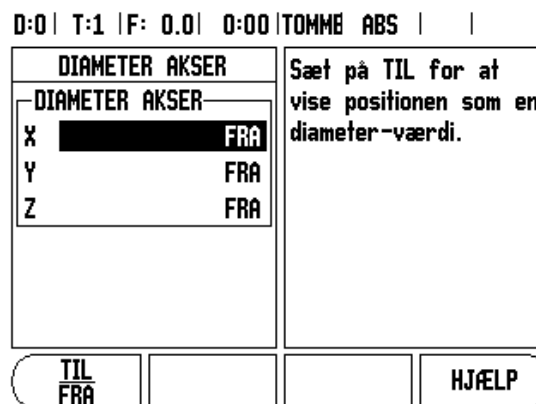 D:0 | T:1 | F: 0.0 | 0:00 | TOMME ABS | |
DIAMETER AKSER
DIAMETER AKSER
X FRA
Y FRA
Z FRA
Sæt på TIL for at
vise positionen som en
diameter-værdi.
TIL
FRA
HJÆLP